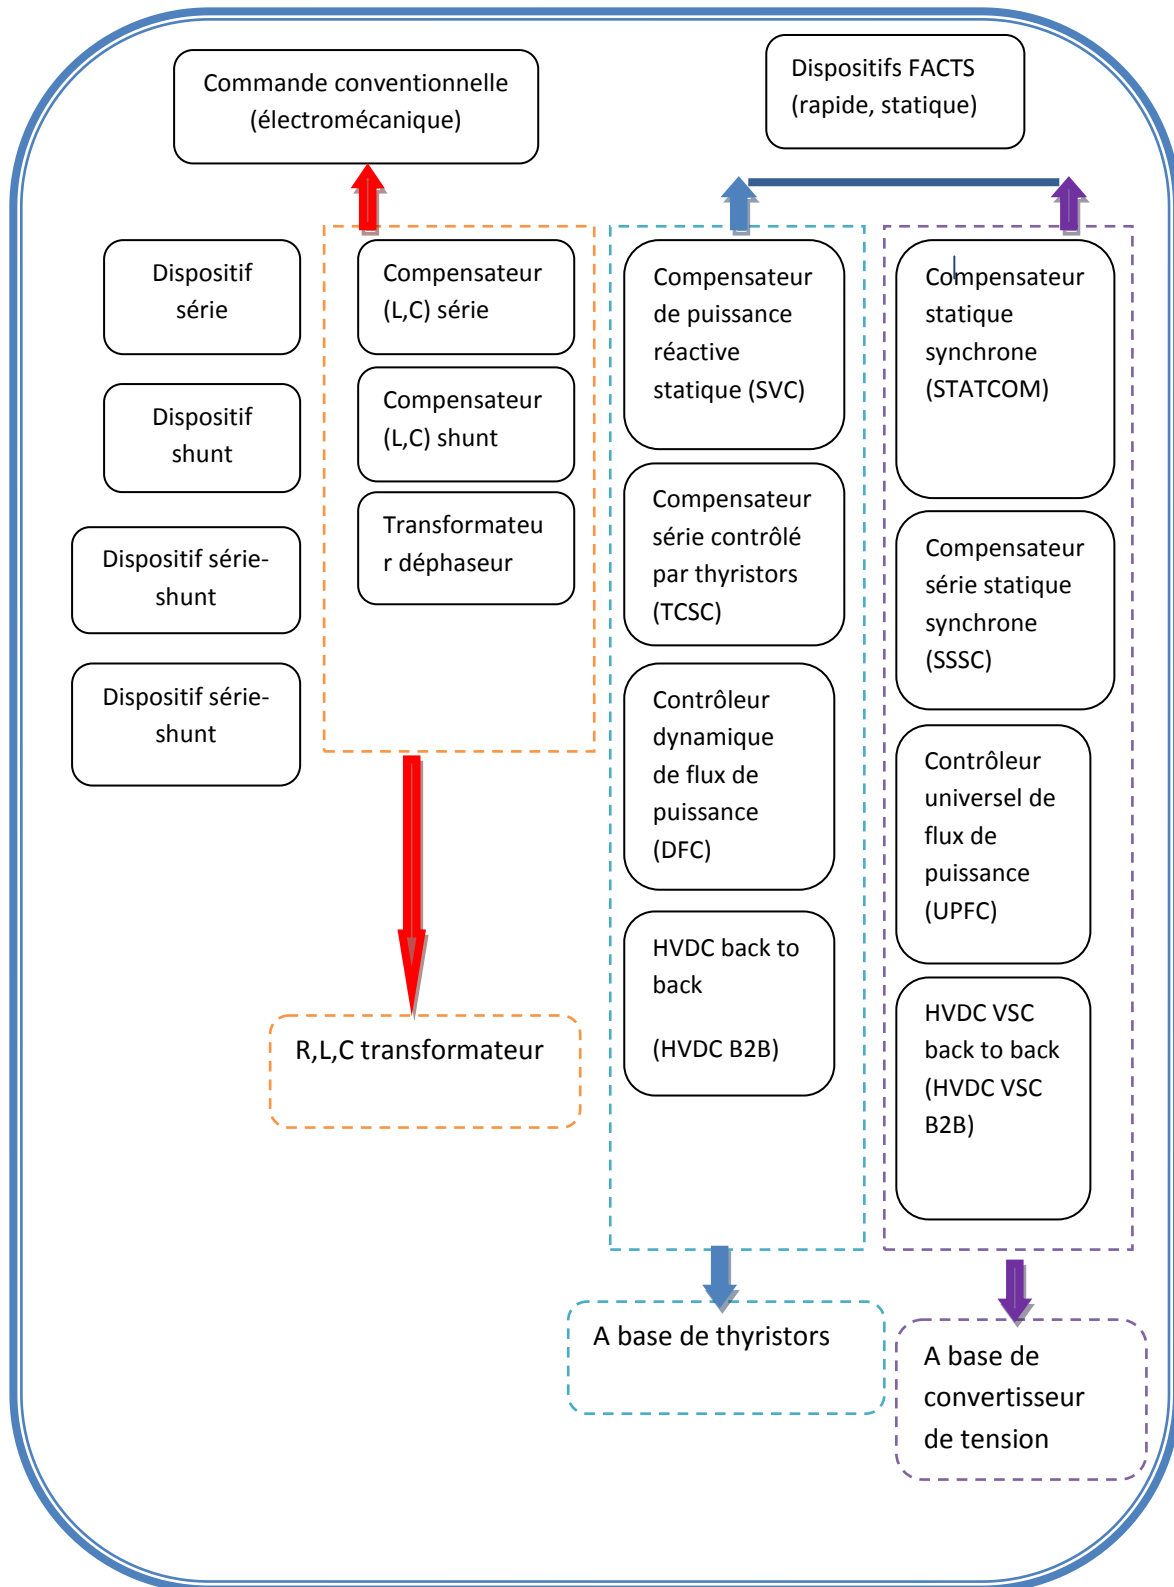 Commande conventionnelle
(électromécanique)
Dispositifs FACTS
(rapide, statique)
Dispositif
série
Dispositif
shunt
Dispositif série-
shunt
Dispositif série-
shunt
Compensateur
(L,C) série
Compensateur
(L,C) shunt
Transformateu
r déphaseur
R,L,C transformateur
Compensateur
de puissance
réactive
statique (SVC)
Compensateur
série contrôlé
par thyristors
(TCSC)
Contrôleur
dynamique
de flux de
puissance
(DFC)
HVDC back to
back
(HVDC B2B)
A base de thyristors
Compensateur
statique
synchrone
(STATCOM)
Compensateur
série statique
synchrone
(SSSC)
Contrôleur
universel de
flux de
puissance
(UPFC)
HVDC VSC
back to back
(HVDC VSC
B2B)
A base de
convertisseur
de tension